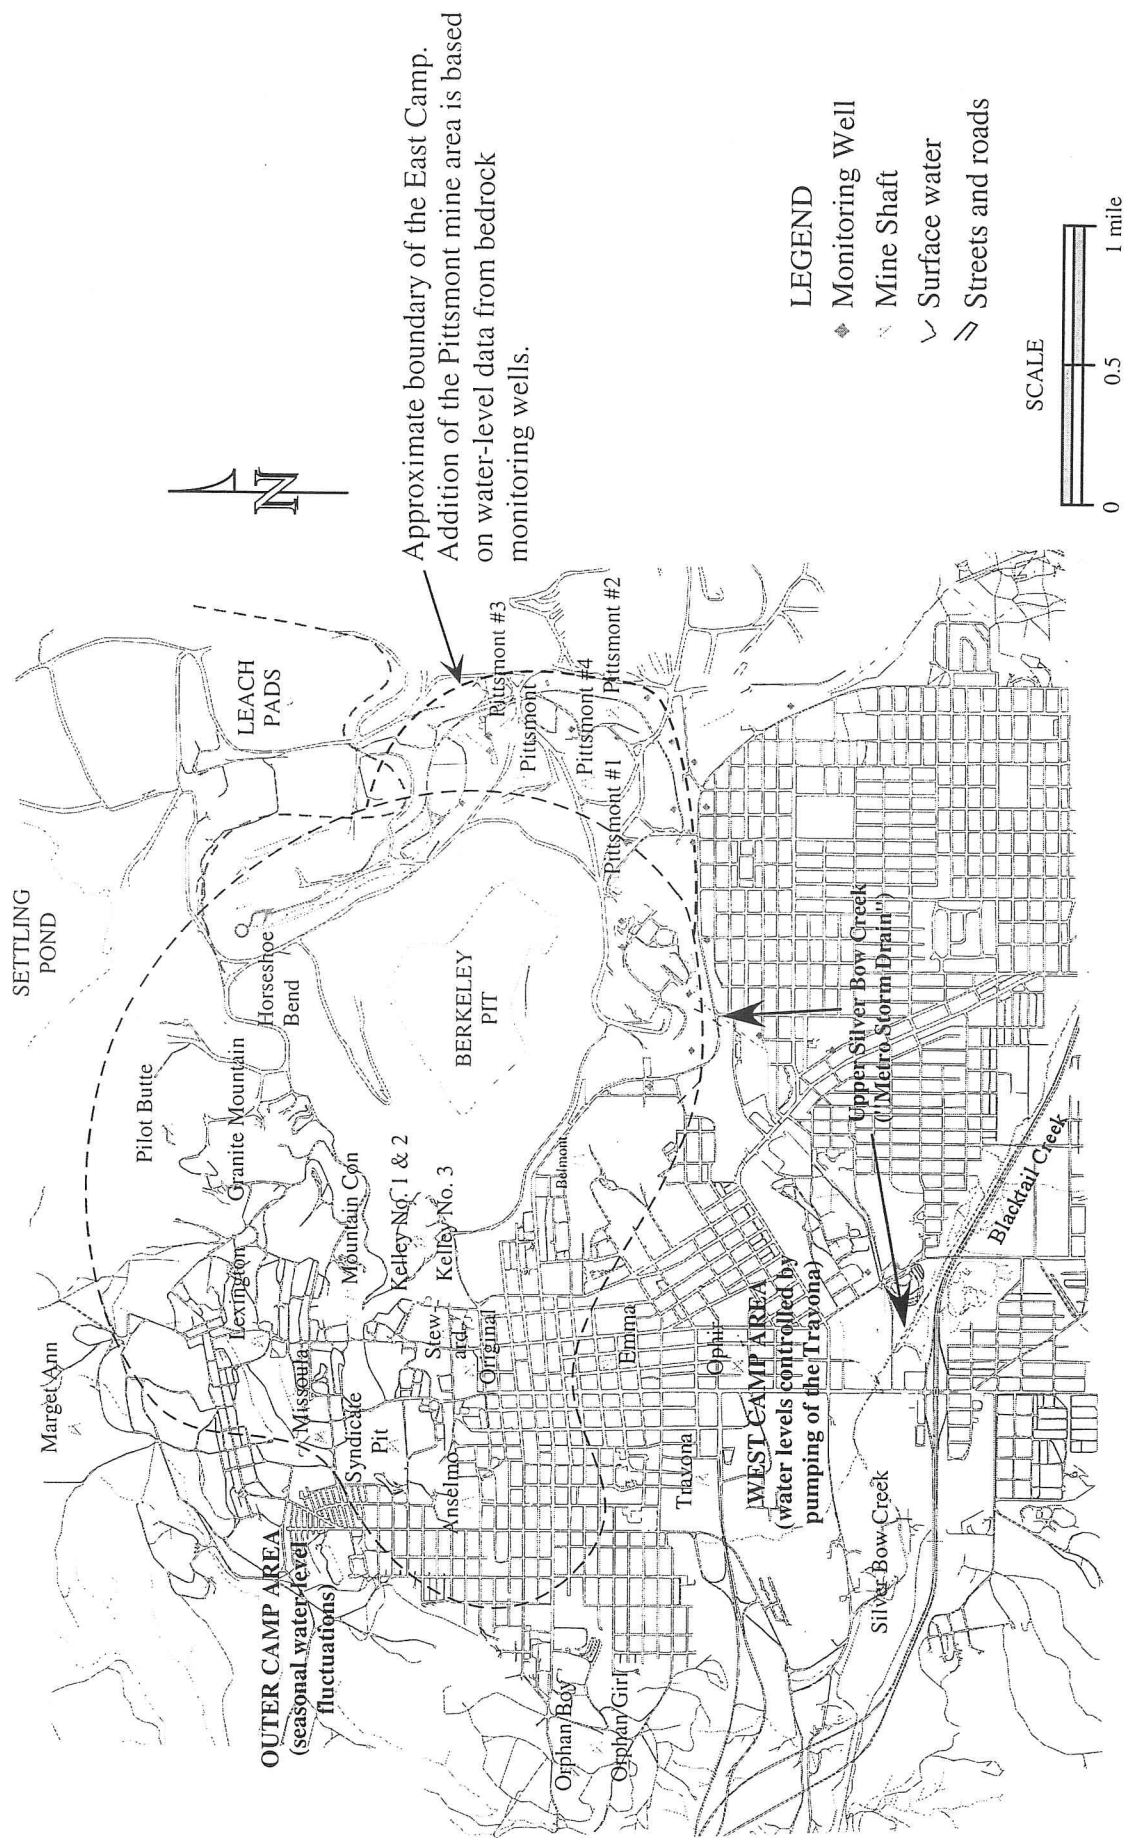 SETTLING
POND
Marget Ann
Pilot Butte
Granite Mountain
Horseshoe
Bend
LEACH
PADS
Lexington
Mountain Con
Missoula
Syndicate
Pit
Kelley No. 1 & 2
Kelley No. 3
Stew
ard
Original
Anselmo
Belmont
BERKELEY
PIT
Pittsmont #3
Pittsmont
Pittsmont #4
Pittsmont #2
Pittsmont #1
OUTER CAMP AREA
(seasonal water-level
fluctuations)
Orphan Boy
Orphan Girl
Emma
Ophir
Travona
WEST CAMP AREA
(water levels controlled by
pumping of the Travona)
Upper Silver Bow Creek
("Metro Storm Drain")
Silver Bow Creek
Blacktail Creek
N
Approximate boundary of the East Camp.
Addition of the Pittsmont mine area is based
on water-level data from bedrock
monitoring wells.
LEGEND
Monitoring Well
Mine Shaft
Surface water
Streets and roads
SCALE
0 0.5 1 mile